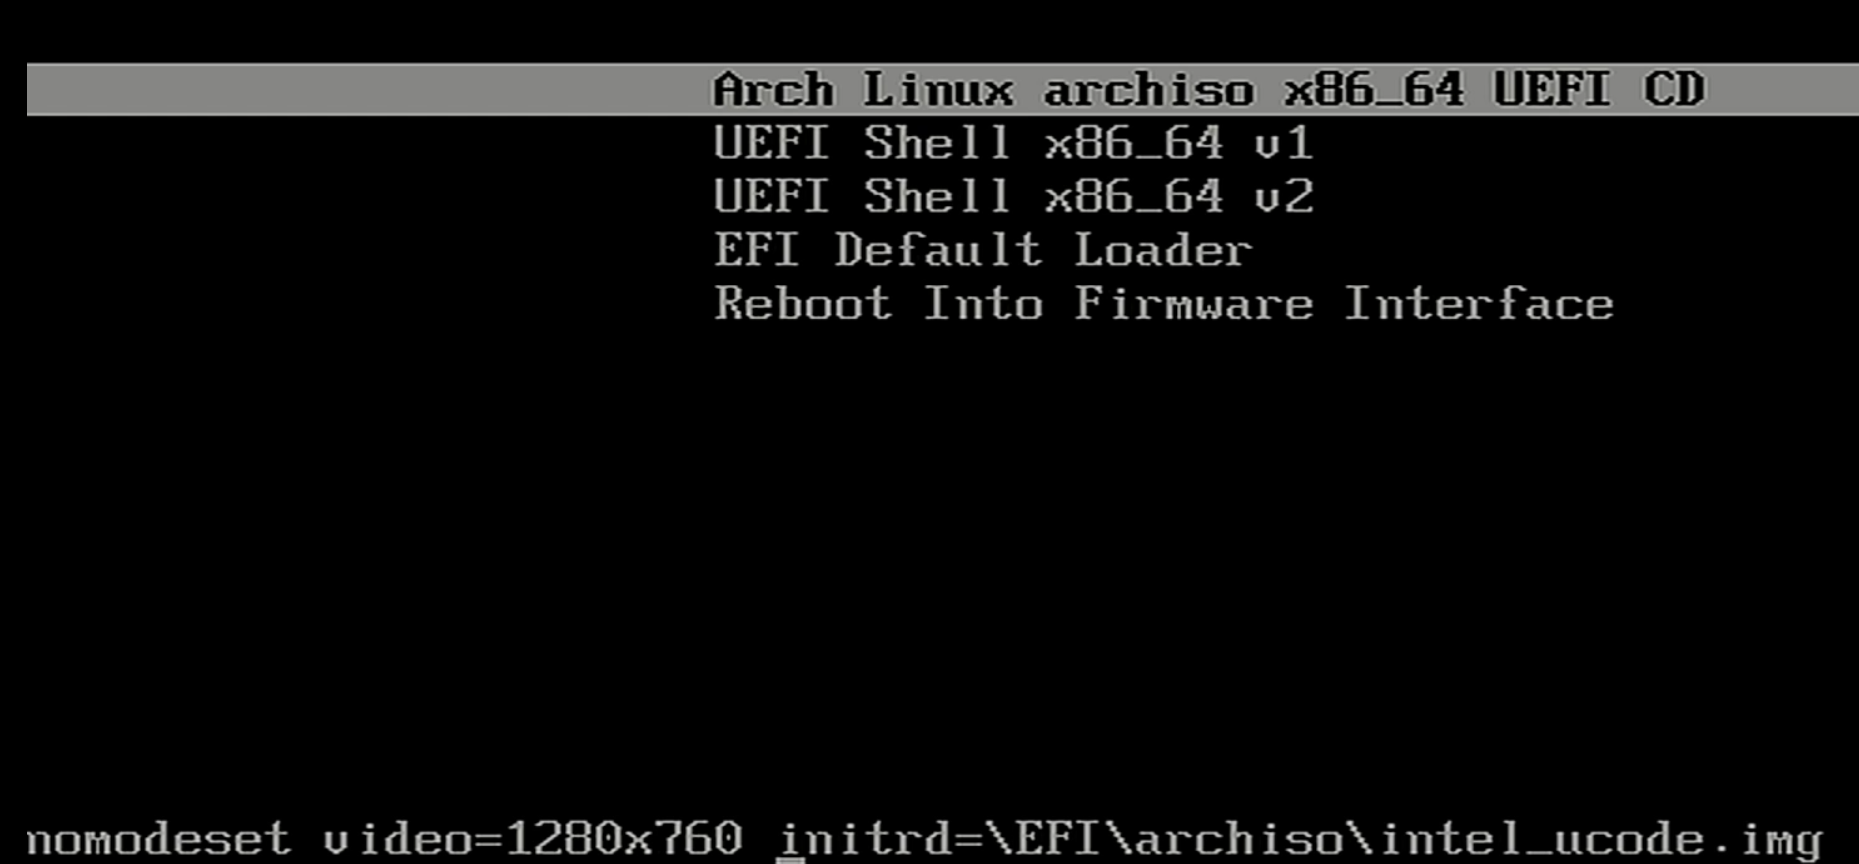 Arch Linux archiso x86_64 UEFI CD
UEFI Shell x86_64 v1
UEFI Shell x86_64 v2
EFI Default Loader
Reboot Into Firmware Interface
nomodeset video=1280x760 initrd=\EFI\archiso\intel_ucode.img